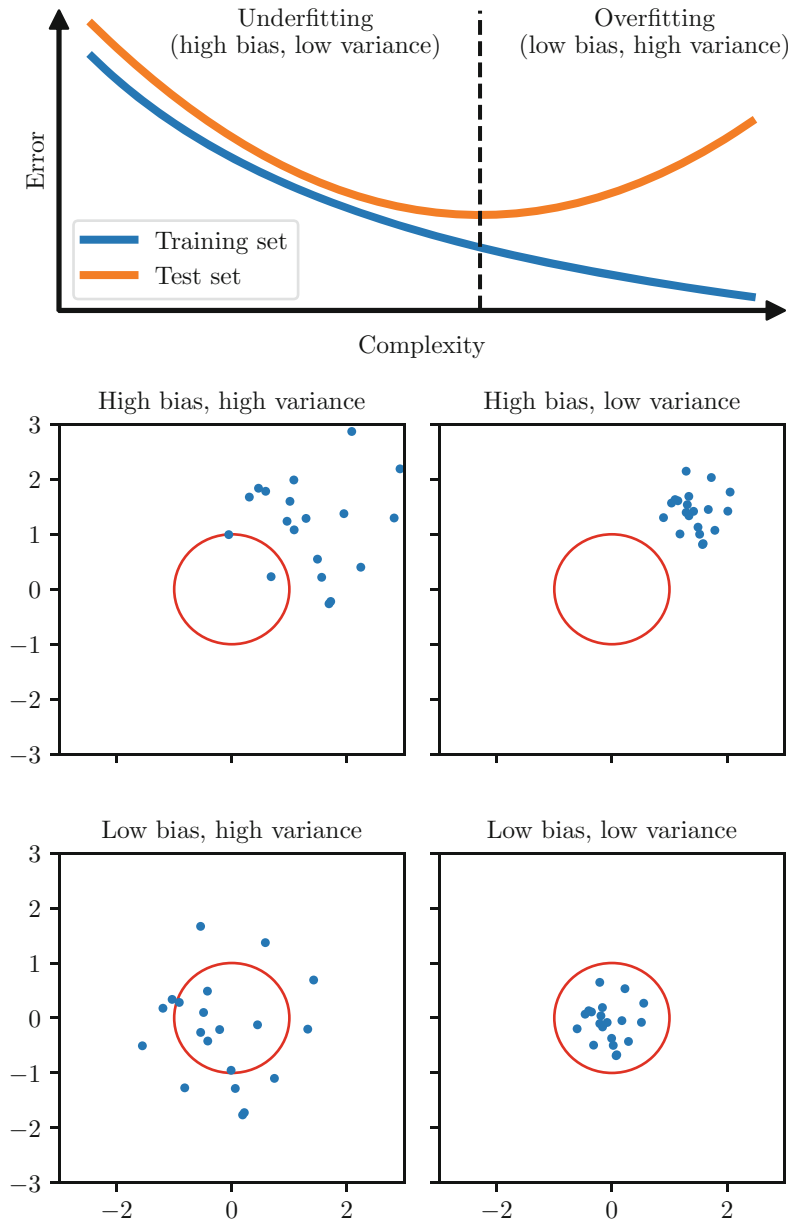 Underfitting
(high bias, low variance)
Overfitting
(low bias, high variance)
Error
Training set
Test set
Complexity
High bias, high variance
High bias, low variance
3
2
1
0
−1
−2
−3
Low bias, high variance
Low bias, low variance
3
2
1
0
−1
−2
−3
−2 0 2
−2 0 2